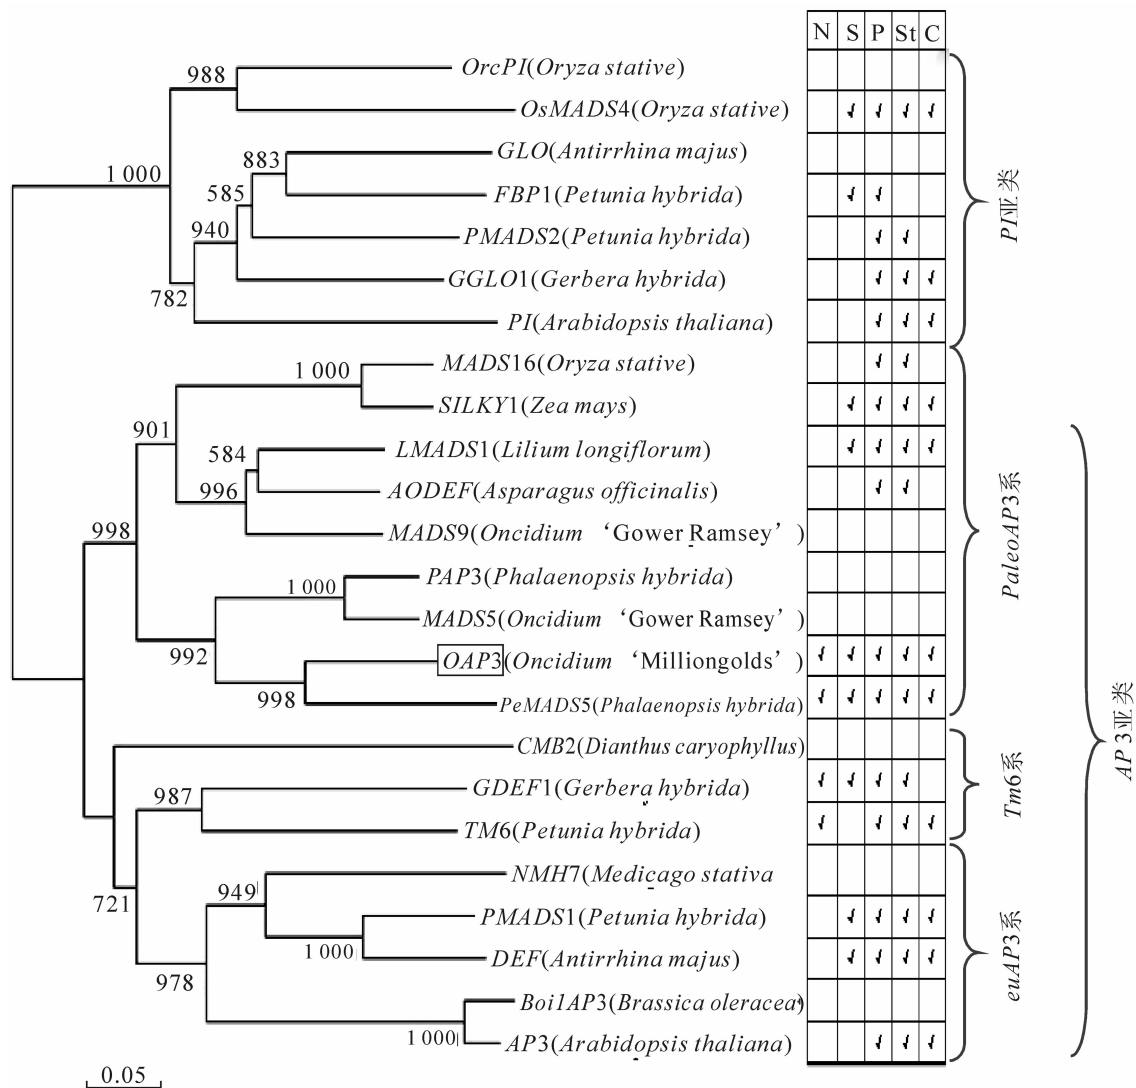 N S P St C
988 OrcPI(Oryza stative)
OsMADS4(Oryza stative) √ √ √ √
883 GLO(Antirrhina majus)
1 000
585 FBP1(Petunia hybrida) √ √
940 PMADS2(Petunia hybrida) √ √
PI亚类
782 GGLO1(Gerbera hybrida) √ √ √
PI(Arabidopsis thaliana) √ √ √
1 000 MADS16(Oryza stative) √ √
SILKY1(Zea mays) √ √ √ √
901
584 LMADS1(Lilium longiflorum) √ √ √ √
996 AODEF(Asparagus officinalis) √ √
998 MADS9(Oncidium ‘Gower Ramsey’)
PaleoAP3系
1 000 PAP3(Phalaenopsis hybrida)
MADS5(Oncidium ‘Gower Ramsey’)
992 OAP3(Oncidium ‘Milliongolds’) √ √ √ √ √
998 PeMADS5(Phalaenopsis hybrida) √ √ √ √ √
AP3亚类
CMB2(Dianthus caryophyllus)
987 GDEF1(Gerbera hybrida) √ √ √ √
Tm6系
TM6(Petunia hybrida) √ √ √ √
949 NMH7(Medicago stativa
721
PMADS1(Petunia hybrida) √ √ √ √
1 000 DEF(Antirrhina majus) √ √ √ √
euAP3系
978
Boi1AP3(Brassica oleracea)
1 000 AP3(Arabidopsis thaliana) √ √ √
0.05